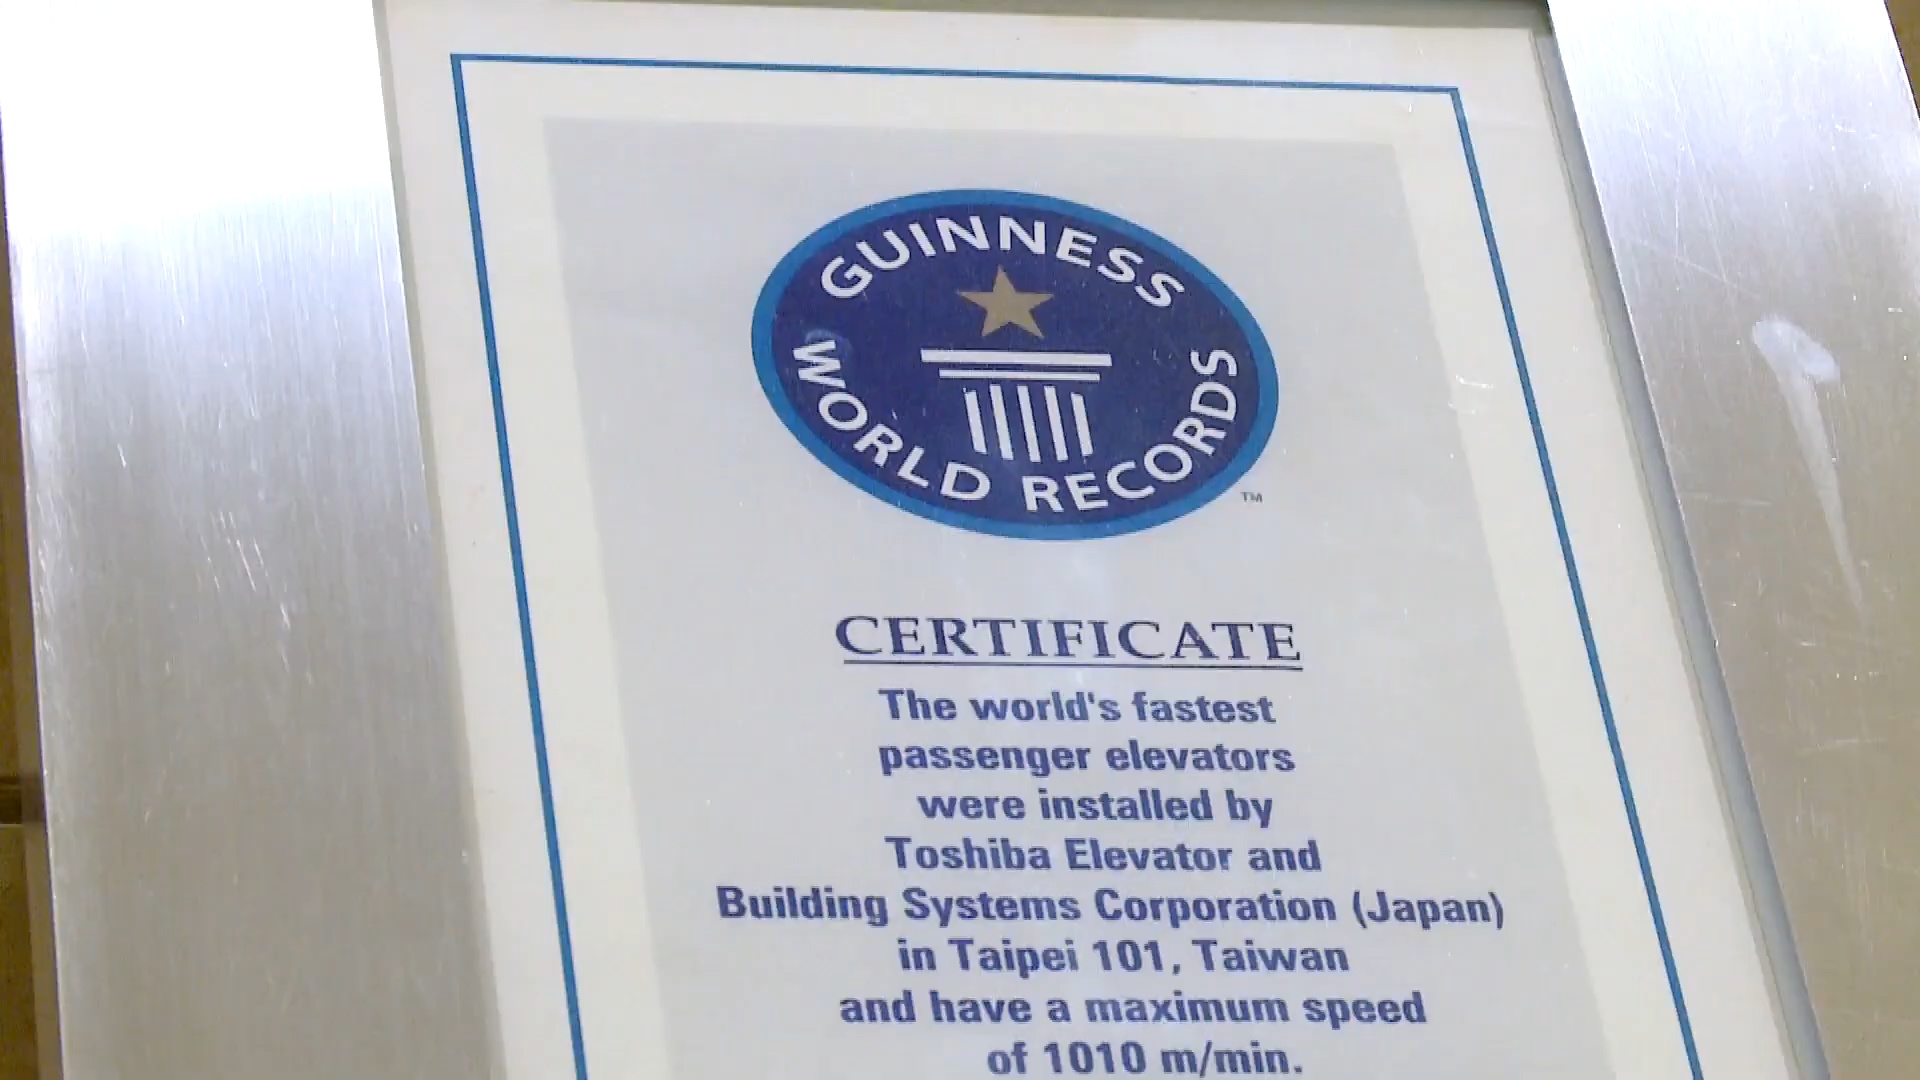 GUINNESS
WORLD RECORDS
TM
CERTIFICATE
The world's fastest
passenger elevators
were installed by
Toshiba Elevator and
Building Systems Corporation (Japan)
in Taipei 101, Taiwan
and have a maximum speed
of 1010 m/min.